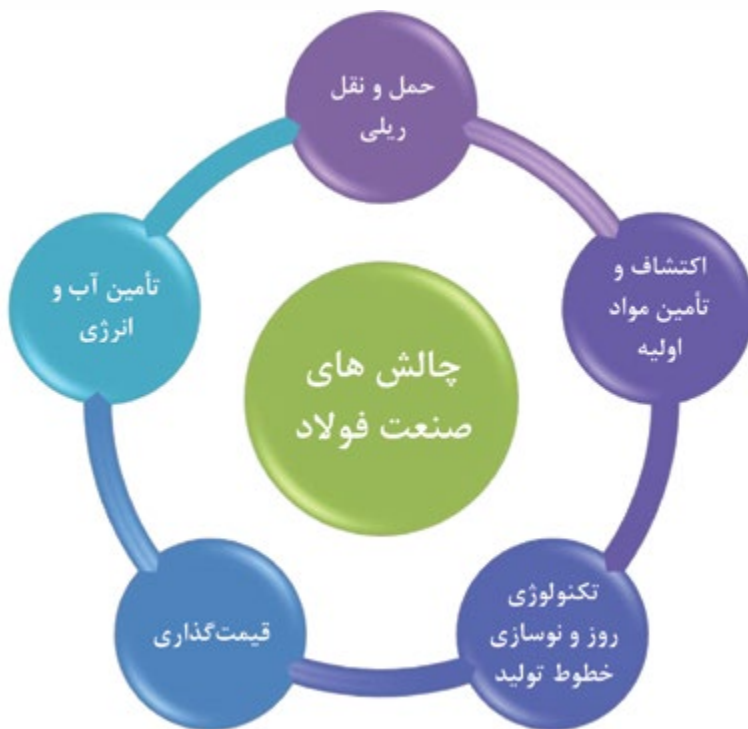 حمل و نقل
ریلی
اکتشاف و
تأمین مواد
اولیه
تکنولوژی
روز و نوسازی
خطوط تولید
قیمت‌گذاری
تأمین آب و
انرژی
چالش های
صنعت فولاد